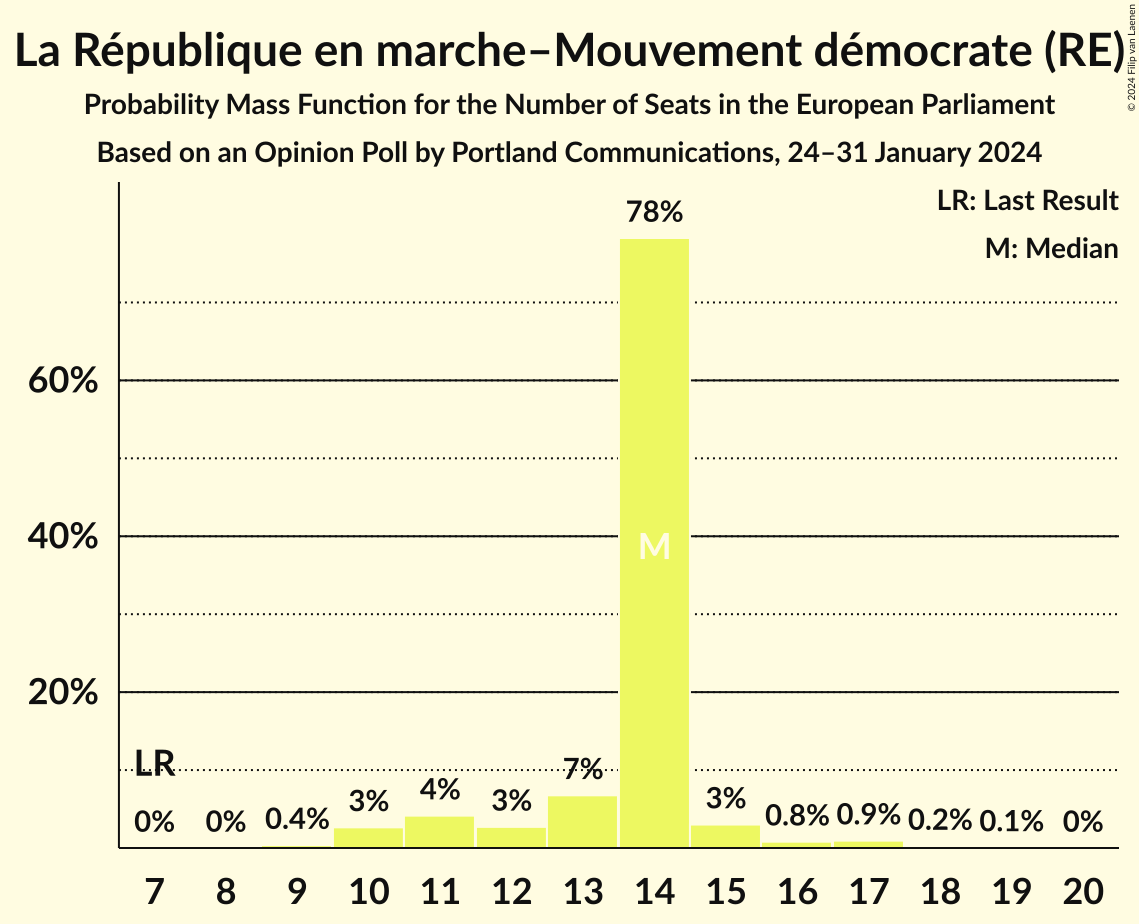 La République en marche–Mouvement démocrate (RE)
© 2024 Filip van Laenen
Probability Mass Function for the Number of Seats in the European Parliament
Based on an Opinion Poll by Portland Communications, 24–31 January 2024
LR: Last Result
M: Median
78%
60%
40%
M
20%
LR
0%
0%
0.4%
3%
4%
3%
7%
3%
0.8%
0.9%
0.2%
0.1%
0%
7 8 9 10 11 12 13 14 15 16 17 18 19 20